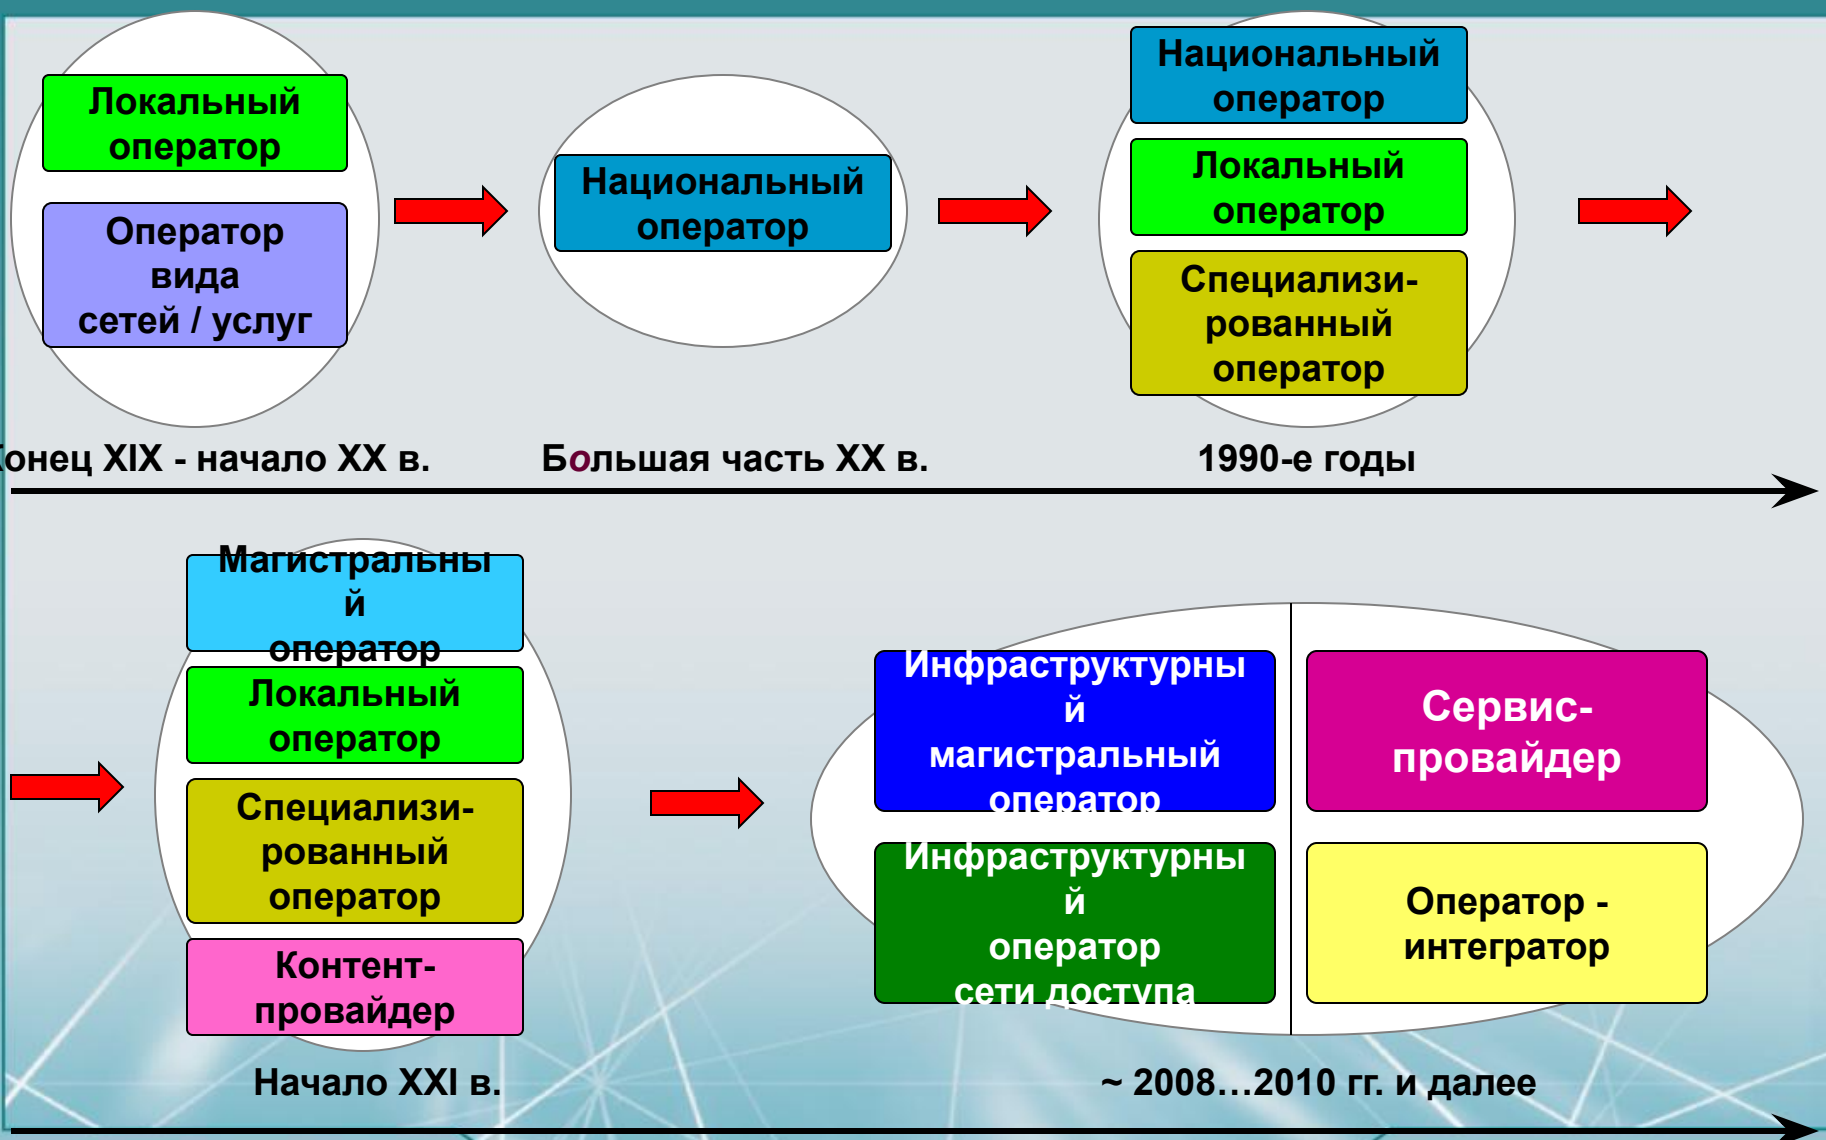 Локальный
оператор
Оператор
вида
сетей / услуг
Национальный
оператор
Национальный
оператор
Локальный
оператор
Специализи-
рованный
оператор
Конец XIX - начало XX в.
Большая часть XX в.
1990-е годы
Магистральны
й
оператор
Локальный
оператор
Специализи-
рованный
оператор
Контент-
провайдер
Инфраструктурны
й
магистральный
оператор
Сервис-
провайдер
Инфраструктурны
й
оператор
сети доступа
Оператор -
интегратор
Начало XXI в.
~ 2008...2010 гг. и далее